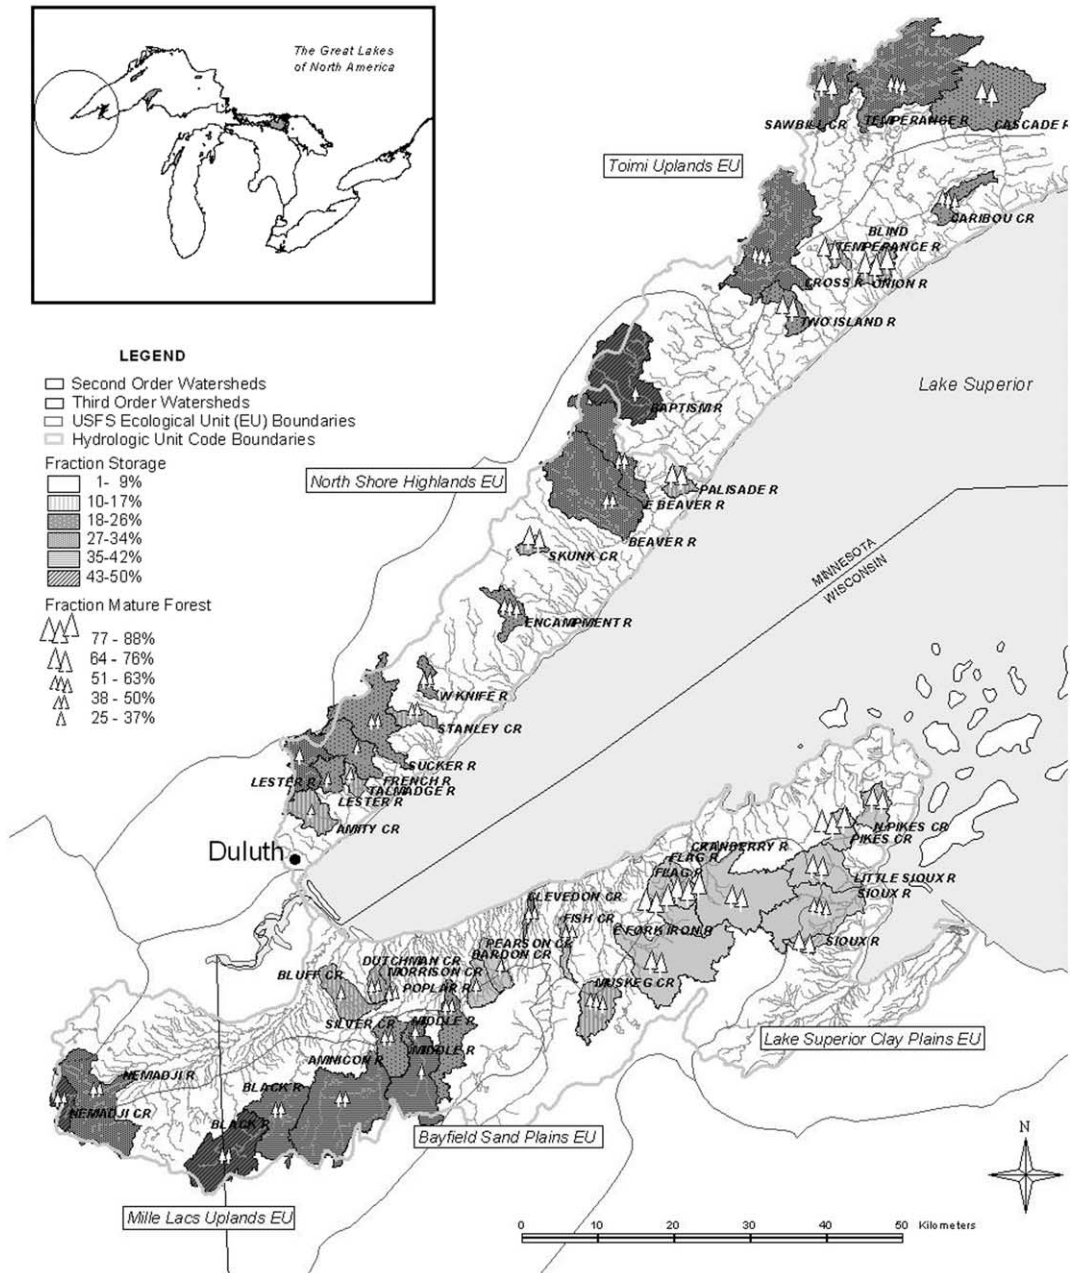 The Great Lakes
of North America
SAWBILL CR
TEMPERANCE R
CASCADE R
Toimi Uplands EU
CARIBOU CR
BLIND
TEMPERANCE R
CROSS R
ONION R
TWO ISLAND R
LEGEND
Second Order Watersheds
Third Order Watersheds
USFS Ecological Unit (EU) Boundaries
Hydrologic Unit Code Boundaries
Fraction Storage
1- 9%
10-17%
18-26%
27-34%
35-42%
43-50%
Fraction Mature Forest
77 - 88%
64 - 76%
51 - 63%
38 - 50%
25 - 37%
Lake Superior
BAPTISM R
North Shore Highlands EU
PALISADE R
E BEAVER R
BEAVER R
SKUNK CR
MINNESOTA
WISCONSIN
ENCAMPMENT R
W KNIFE R
STANLEY CR
SUCKER R
LESTER R
FRENCH R
TALMADGE R
LESTER R
AMITY CR
Duluth
N PIKES CR
PIKES CR
CRANBERRY R
FLAG R
FLAG R
LITTLE SIOUX R
SIOUX R
CLEVEDON CR
FISH CR
E FORK IRON R
SIOUX R
PEARSON CR
BARDON CR
DUTCHMAN CR
BLUFF CR
MORRISON CR
POPLAR R
MUSKEG CR
SILVER CR
MIDDLE R
MIDDLE R
AMNICON R
Lake Superior Clay Plains EU
NEMADJI R
BLACK R
NEMADJI CR
BLACK R
Bayfield Sand Plains EU
Mille Lacs Uplands EU
N
0 10 20 30 40 50 Kilometers